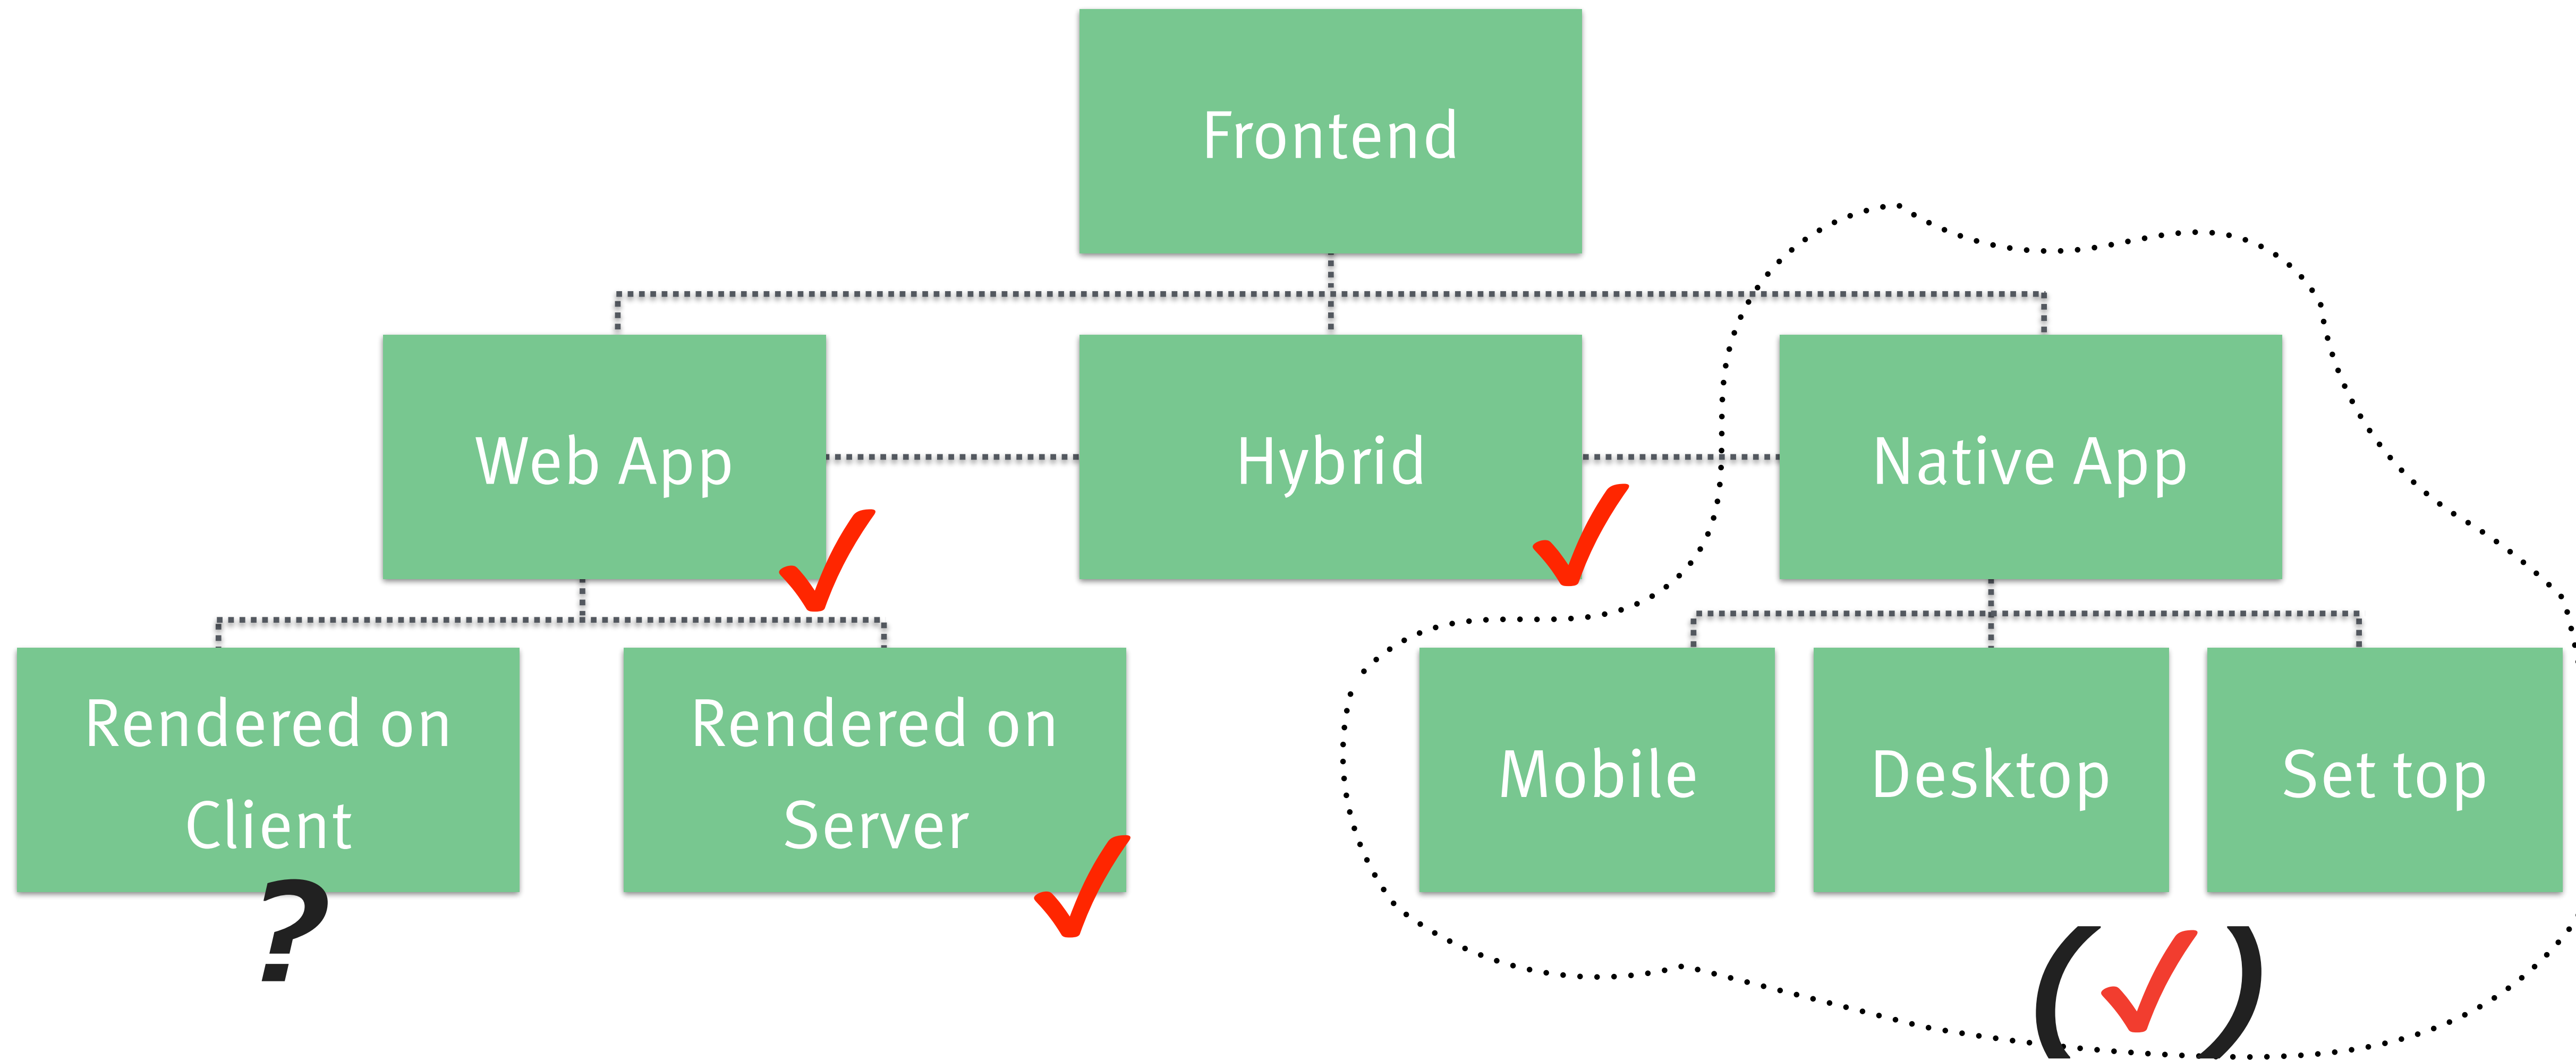 Frontend
Web App
Hybrid
Native App
Rendered on
Client
Rendered on
Server
Mobile
Desktop
Set top
?
(✓)